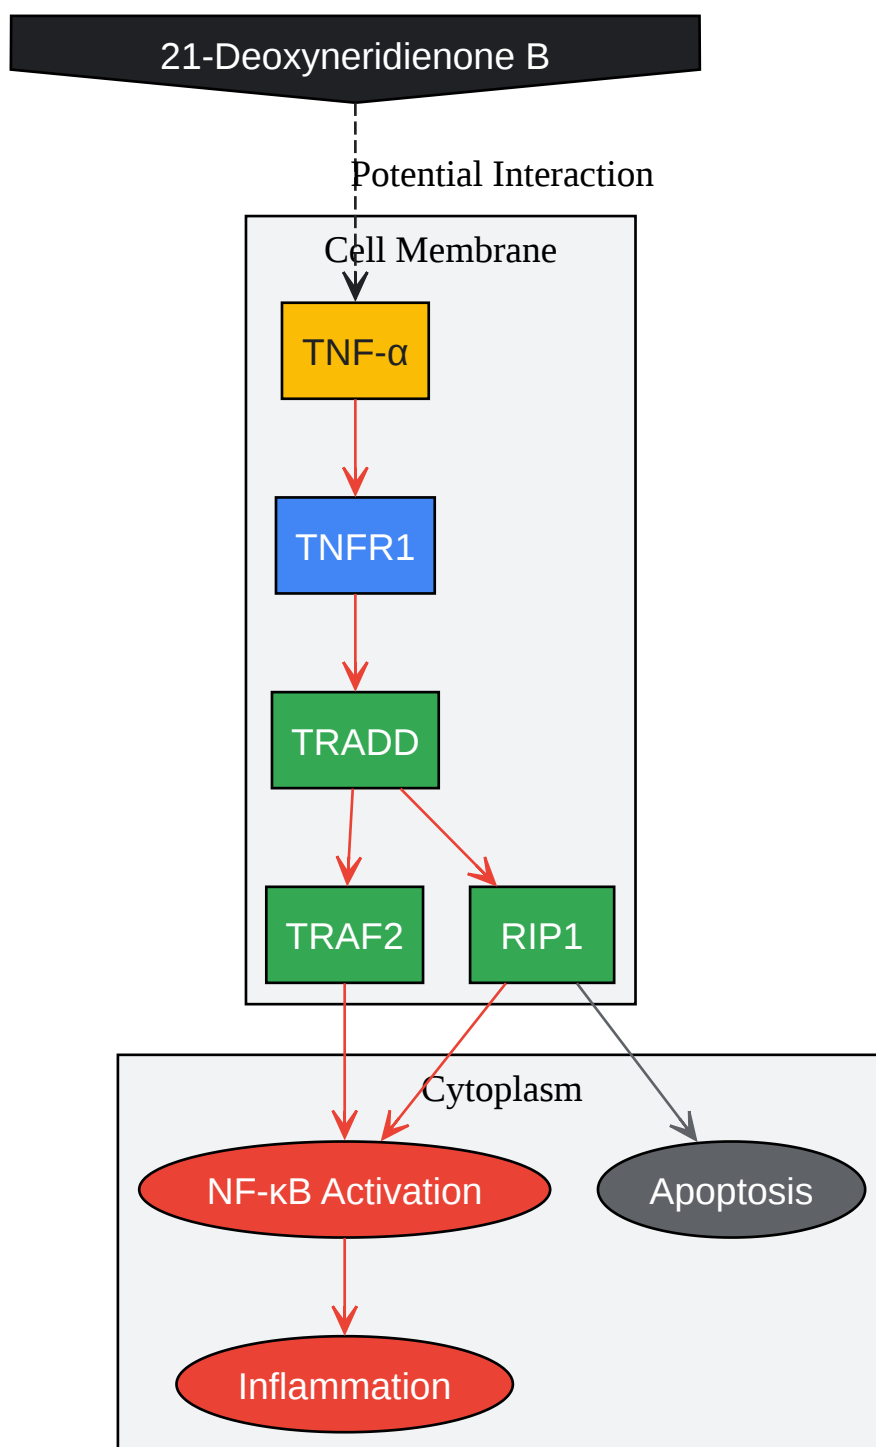 21-Deoxyneridienone B
Potential Interaction
Cell Membrane
TNF-α
TNFR1
TRADD
TRAF2
RIP1
Cytoplasm
NF-κB Activation
Apoptosis
Inflammation